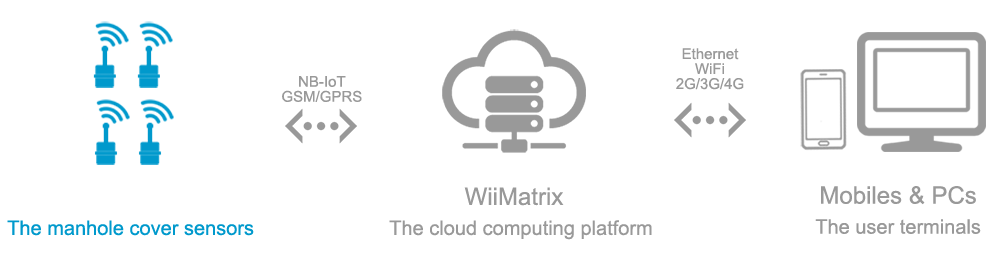 NB-IoT
GSM/GPRS
Ethernet
WiFi
2G/3G/4G
The manhole cover sensors
WiiMatrix
The cloud computing platform
Mobiles & PCs
The user terminals